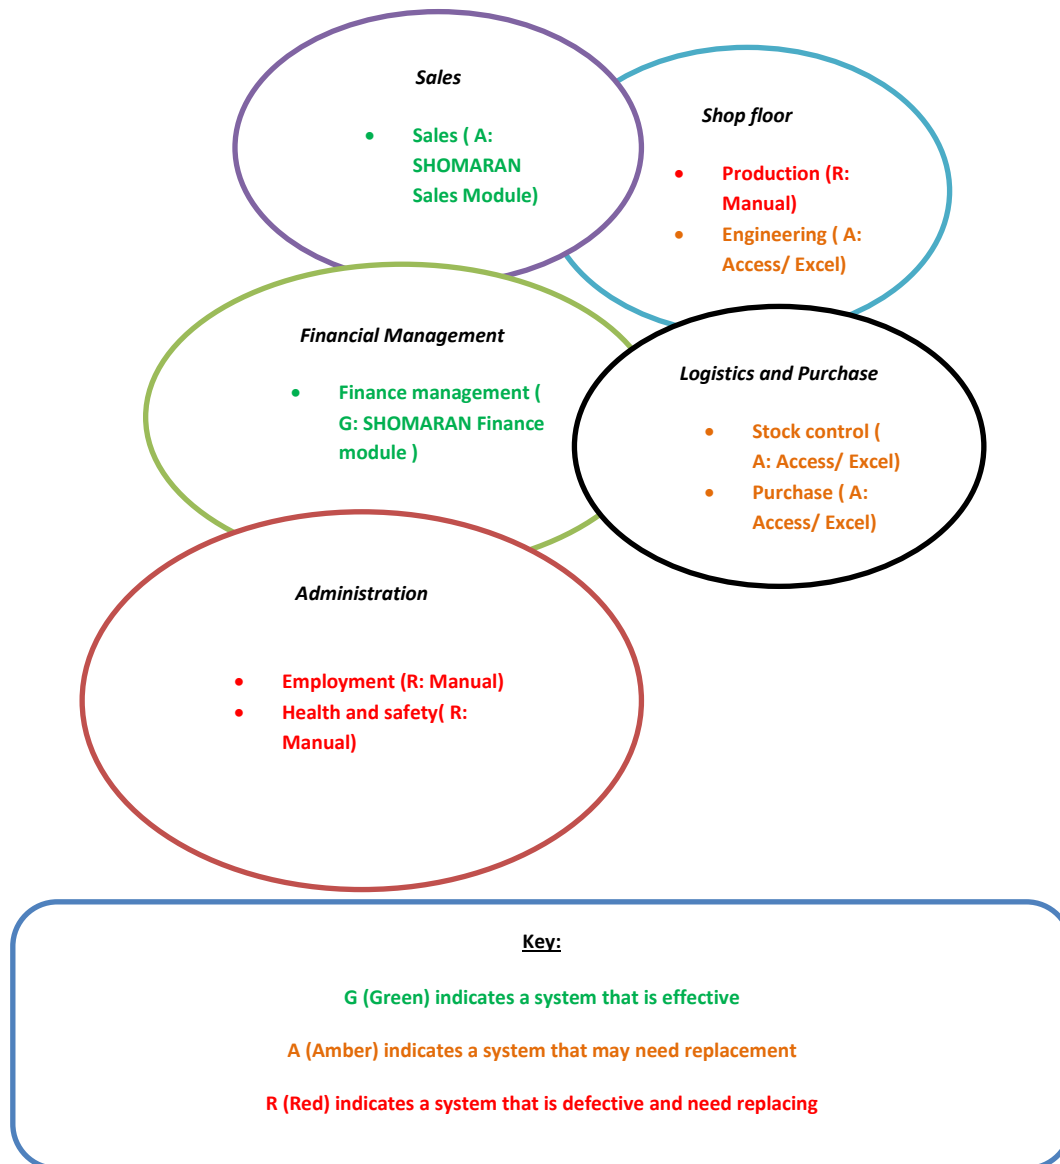 Sales
• Sales ( A:
SHOMARAN
Sales Module)
Shop floor
• Production (R:
Manual)
• Engineering ( A:
Access/ Excel)
Financial Management
• Finance management (
G: SHOMARAN Finance
module )
Logistics and Purchase
• Stock control (
A: Access/ Excel)
• Purchase ( A:
Access/ Excel)
Administration
• Employment (R: Manual)
• Health and safety( R:
Manual)
Key:
G (Green) indicates a system that is effective
A (Amber) indicates a system that may need replacement
R (Red) indicates a system that is defective and need replacing